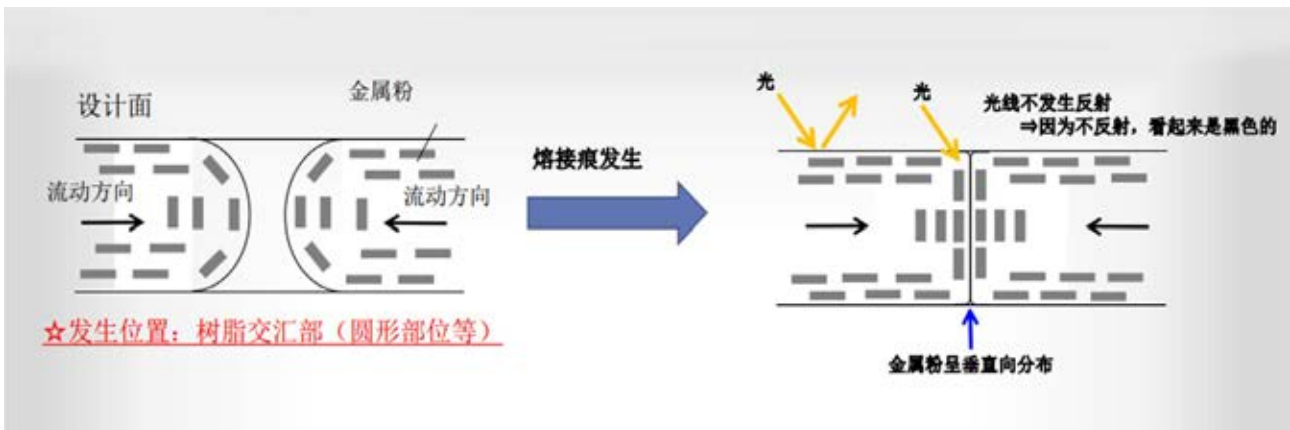 设计面
金属粉
流动方向
流动方向
☆发生位置：树脂交汇部（圆形部位等）
熔接痕发生
光
光
光线不发生反射
⇒因为不反射，看起来是黑色的
金属粉呈垂直向分布